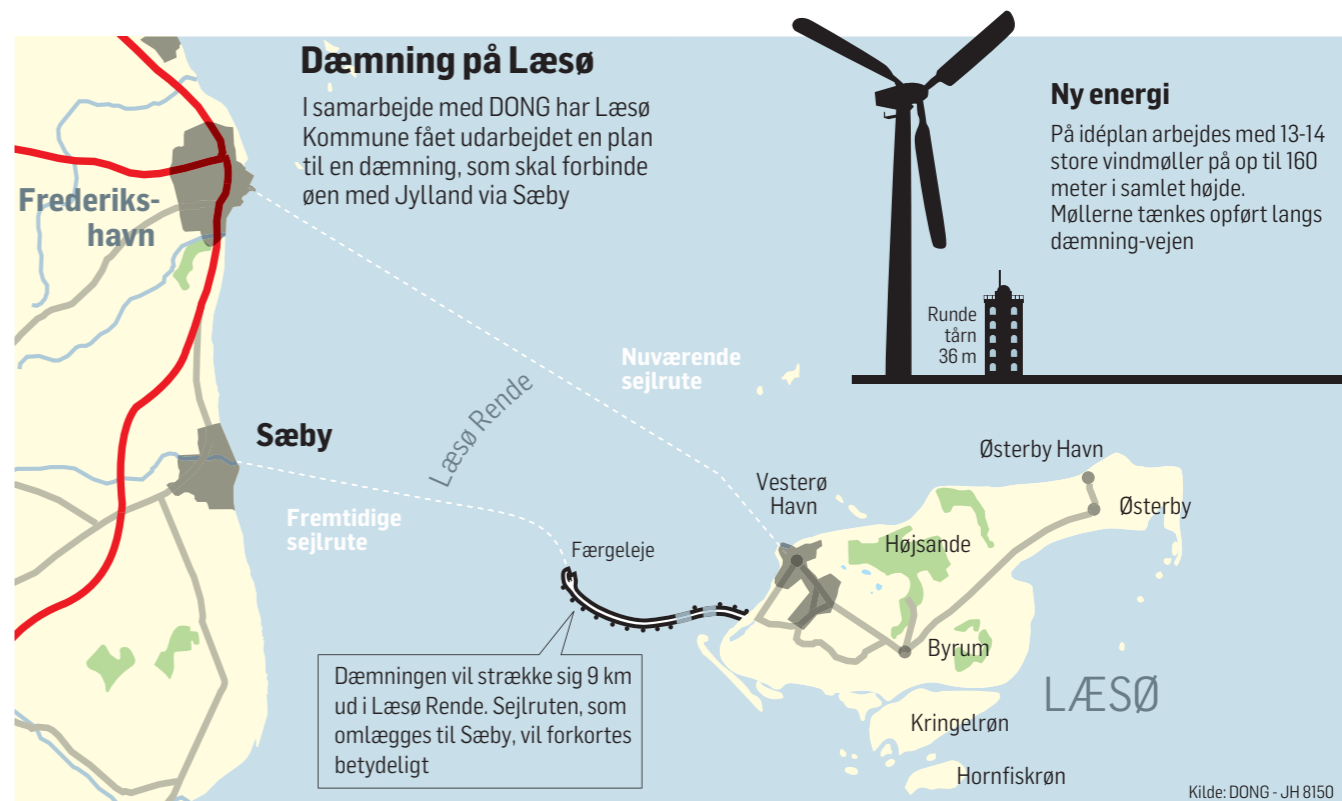 Dæmning på Læsø
I samarbejde med DONG har Læsø
Kommune fået udarbejdet en plan
til en dæmning, som skal forbinde
øen med Jylland via Sæby
Ny energi
På idéplan arbejdes med 13-14
store vindmøller på op til 160
meter i samlet højde.
Møllerne tænkes opført langs
dæmning-vejen
Runde
tårn
36 m
Frederiks-
havn
Nuværende
sejlrute
Læsø Rende
Sæby
Fremtidige
sejlrute
Færgeleje
Vesterø
Havn
Østerby Havn
Østerby
Højsande
Byrum
LÆSØ
Kringelrøn
Hornfiskrøn
Dæmningen vil strække sig 9 km
ud i Læsø Rende. Sejlruten, som
omlægges til Sæby, vil forkortes
betydeligt
Kilde: DONG - JH 8150